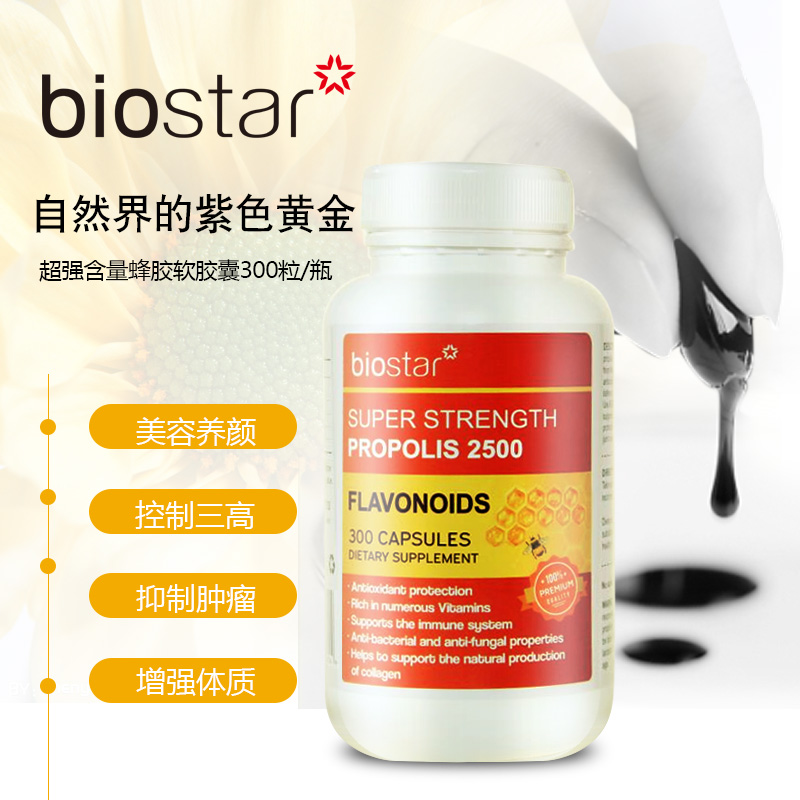 biostar
自然界的紫色黄金
超强含量蜂胶软胶囊300粒/瓶
美容养颜
控制三高
抑制肿瘤
增强体质
biostar
SUPER STRENGTH
PROPOLIS 2500
FLAVONOIDS
300 CAPSULES
DIETARY SUPPLEMENT
100%
PREMIUM
QUALITY
· Antioxidant protection
· Rich in numerous Vitamins
· Supports the immune system
· Anti-bacterial and anti-fungal properties
· Helps to support the natural production
of collagen